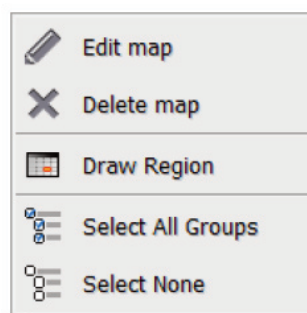 Edit map
Delete map
Draw Region
Select All Groups
Select None